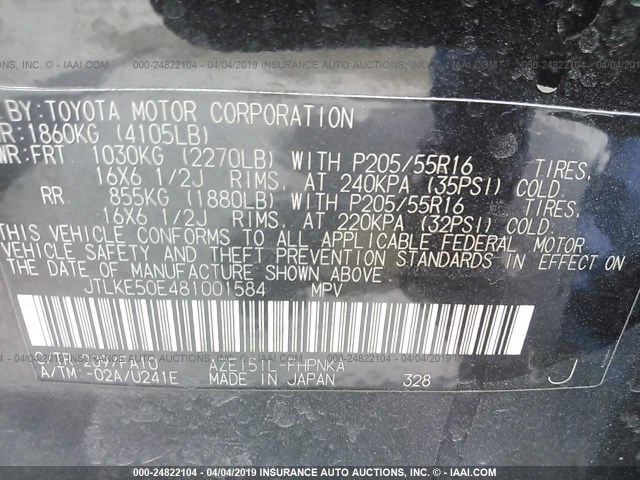 000-24822104 - 04/04/2019 INSURANCE AUTO AUCTIONS, INC. - © IAAI.COM
BY: TOYOTA MOTOR CORPORATION
R: 1860KG (4105LB)
WR: FRT 1030KG (2270LB) WITH P205/55R16 TIRES,
16X6 1/2J RIMS, AT 240KPA (35PSI) COLD.
RR 855KG (1880LB) WITH P205/55R16 TIRES,
16X6 1/2J RIMS, AT 220KPA (32PSI) COLD.
THIS VEHICLE CONFORMS TO ALL APPLICABLE FEDERAL MOTOR
VEHICLE SAFETY AND THEFT PREVENTION STANDARDS IN EFFECT ON
THE DATE OF MANUFACTURE SHOWN ABOVE.
JTLKE50E481001584 MPV
AZE151L-FHPNKA
A/TM: -02A/U241E MADE IN JAPAN 328 J
000-24822104 - 04/04/2019 INSURANCE AUTO AUCTIONS, INC. - © IAAI.COM